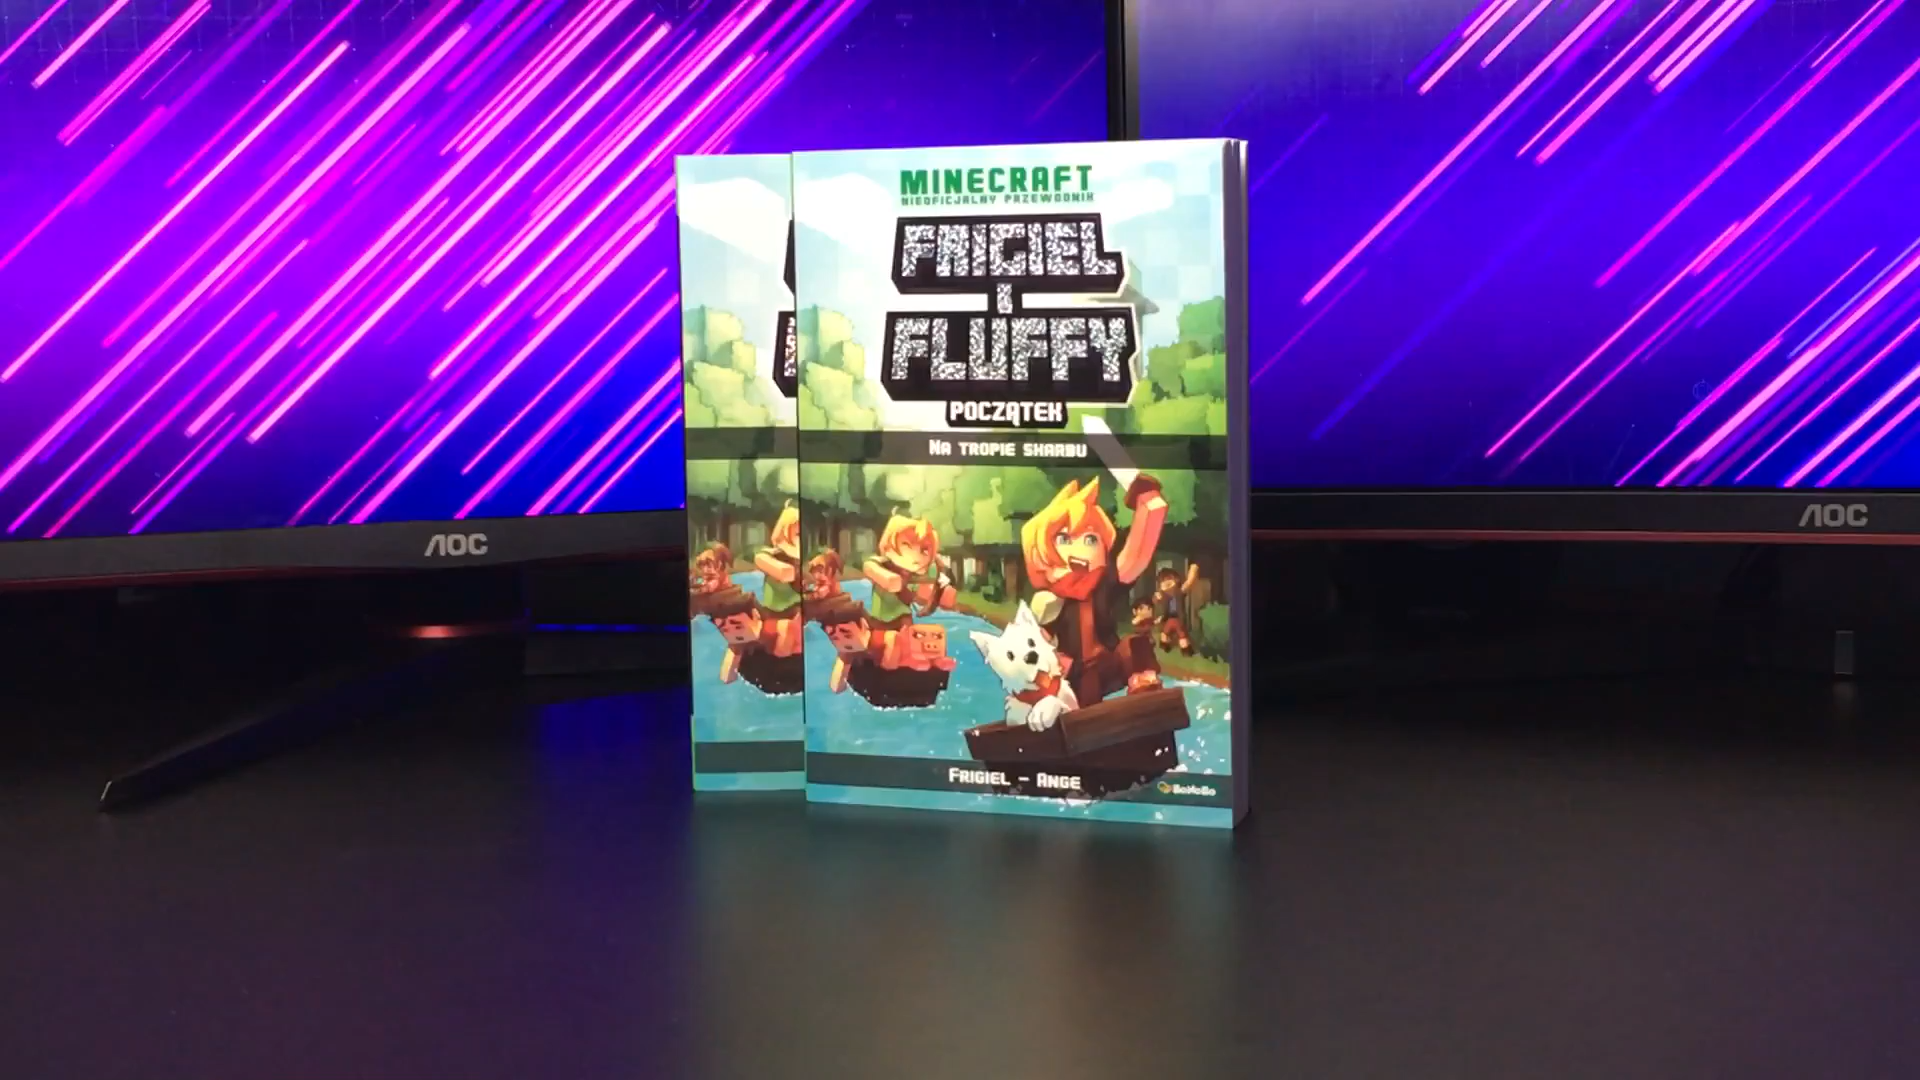 MINECRAFT
NIEOFICJALNY PRZEWODNIK
FRIGIEL
I
FLUFFY
POCZĄTEK
NA TROPIE SKARBU
FRIGIEL – ANGE
AOC
AOC